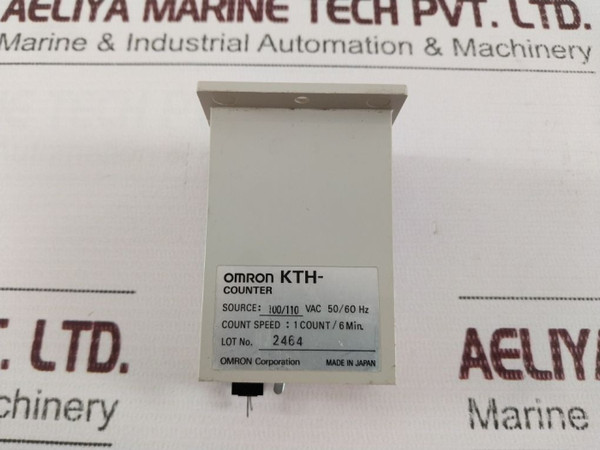 AELIYA MARINE TECH PVT. LTD.
Marine & Industrial Automation & Machinery
OMRON KTH-
COUNTER
SOURCE: 100/110 VAC 50/60 Hz
COUNT SPEED : 1 COUNT / 6 Min.
LOT No. 2464
OMRON Corporation MADE IN JAPAN
. LTD.
chinery
AELIYA
Marine